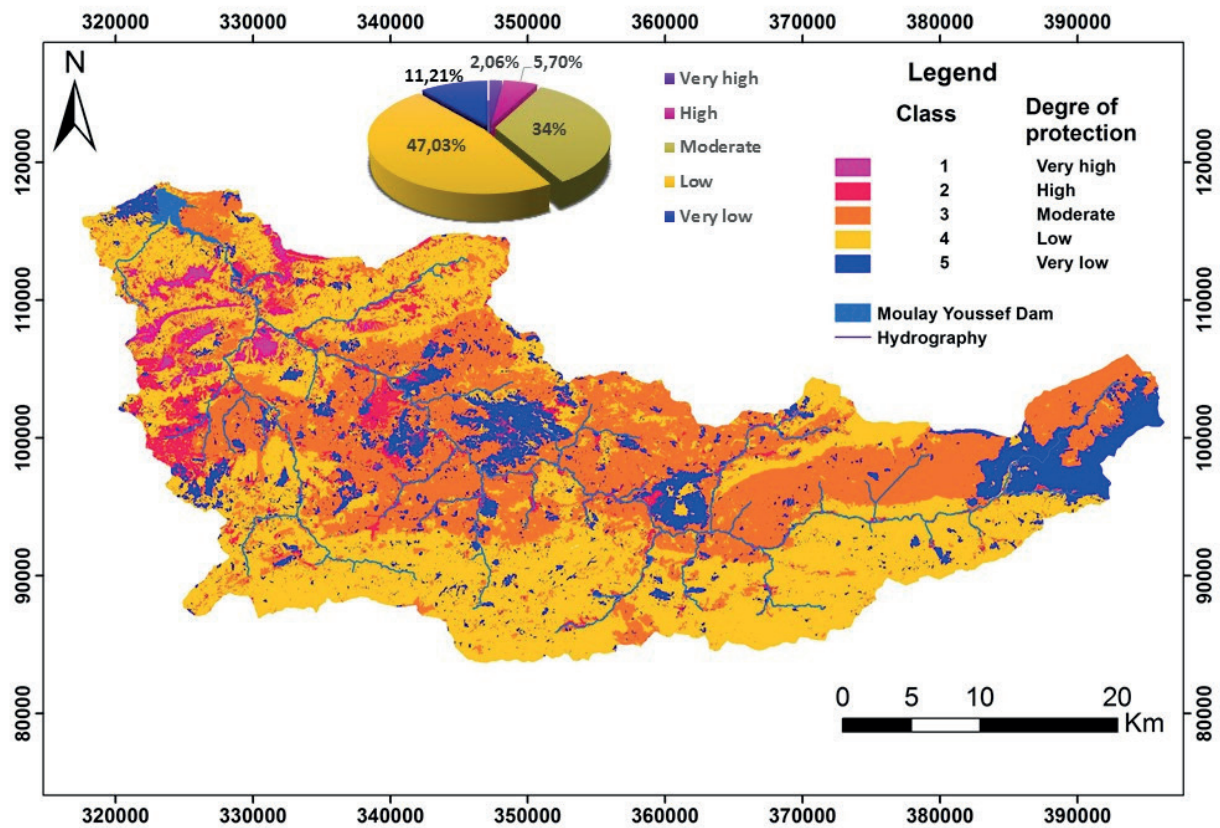 320000 330000 340000 350000 360000 370000 380000 390000
N
2,06%
5,70%
11,21%
34%
47,03%
Very high
High
Moderate
Low
Very low
Legend
Class
Degre of
protection
1 Very high
2 High
3 Moderate
4 Low
5 Very low
Moulay Youssef Dam
Hydrography
120000 120000
110000 110000
100000 100000
90000 90000
80000 80000
0 5 10 20
Km
320000 330000 340000 350000 360000 370000 380000 390000